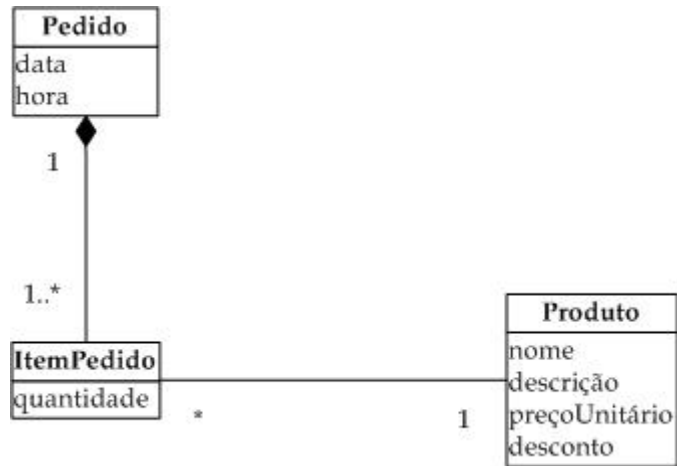 Pedido
data
hora
1
1..*
ItemPedido
quantidade
*
1
Produto
nome
descrição
preçoUnitário
desconto